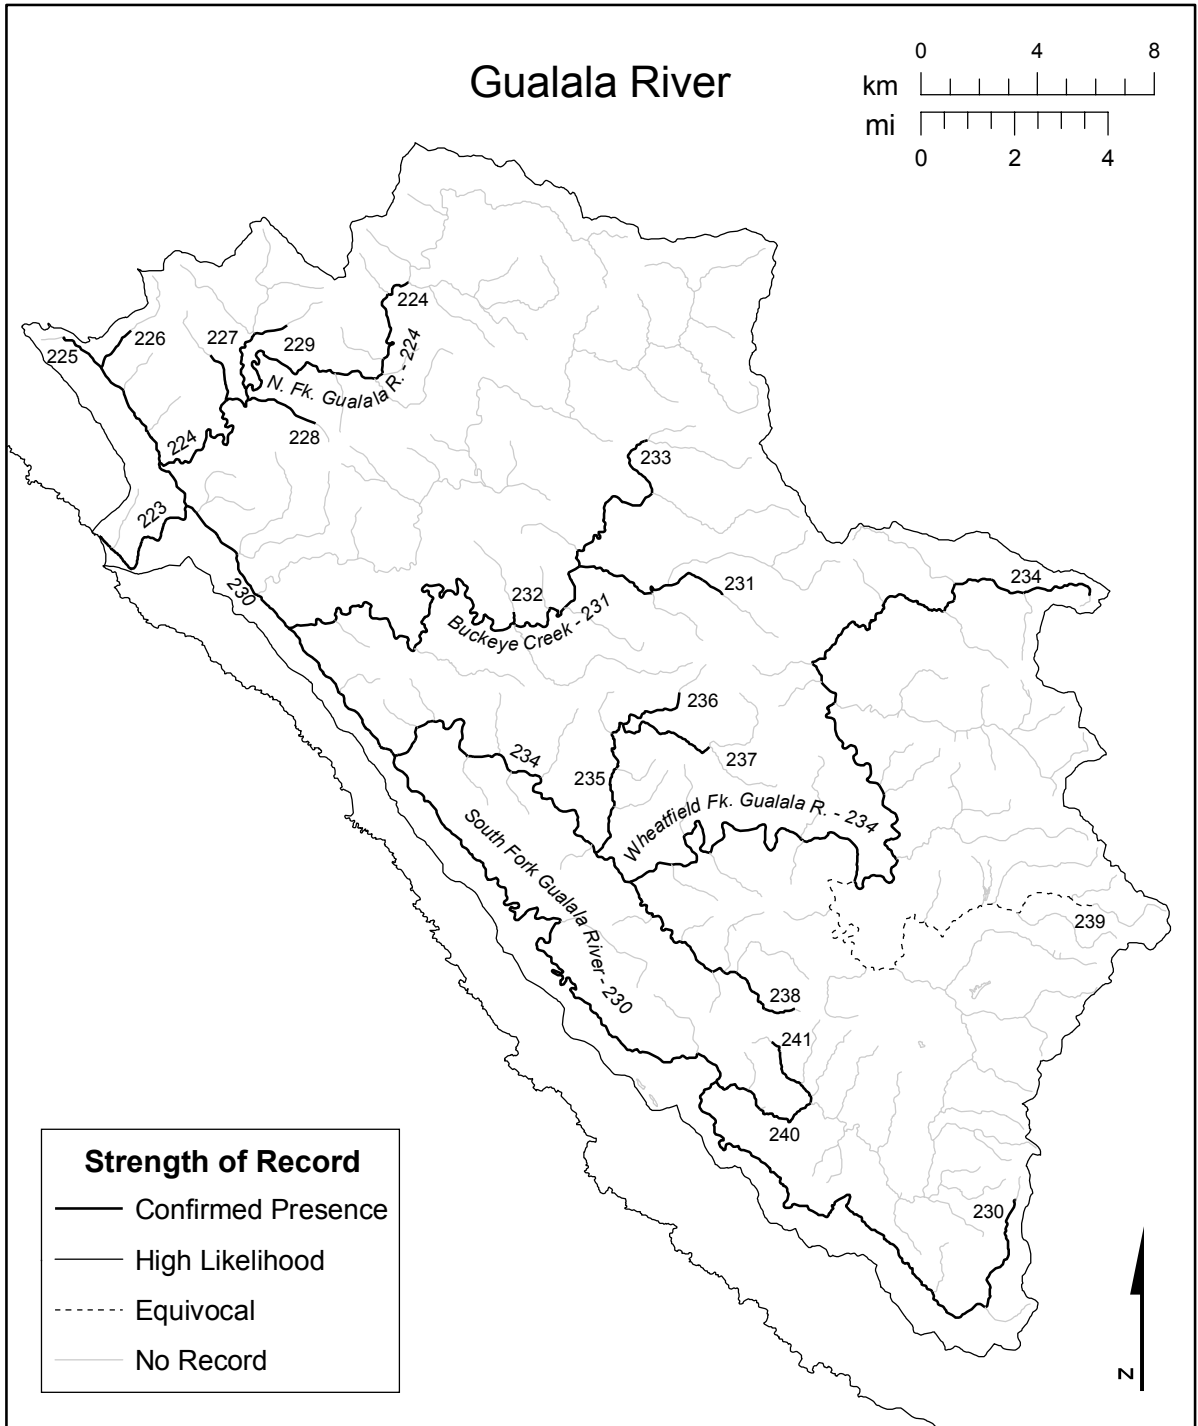 Gualala River
0 4 8
km
mi
0 2 4
224
226
227
229
225
N. Fk. Gualala R. - 224
228
224
233
223
234
230
231
232
Buckeye Creek - 231
236
234
237
235
Wheatfield Fk. Gualala R. - 234
South Fork Gualala River - 230
239
238
241
240
230
Strength of Record
Confirmed Presence
High Likelihood
Equivocal
No Record
N